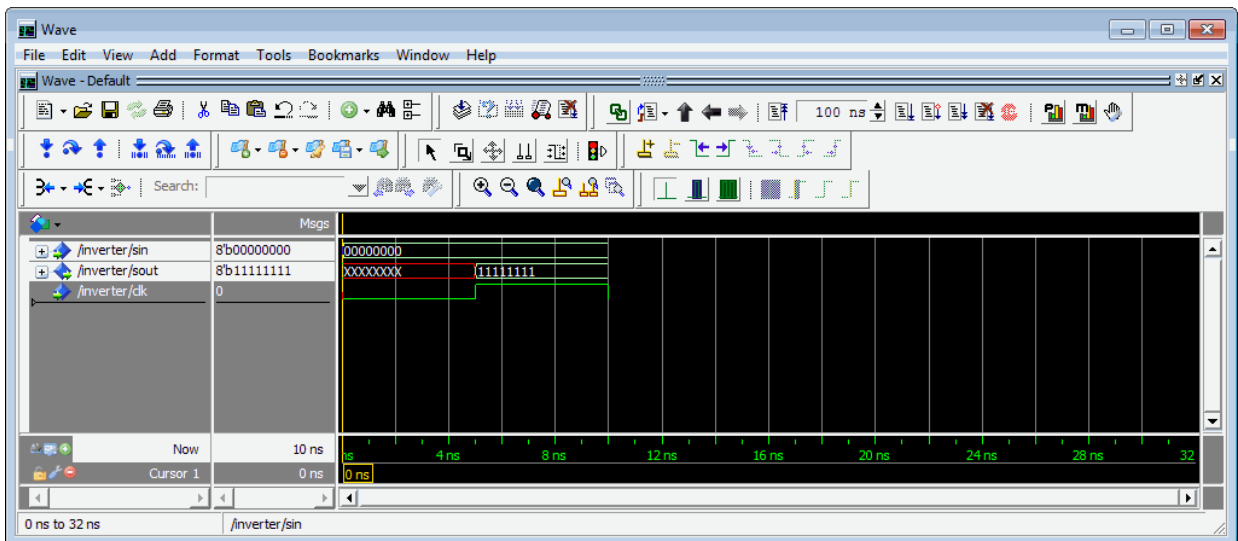 Wave
File Edit View Add Format Tools Bookmarks Window Help
Wave - Default
100 ns
Search:
Msgs
/inverter/sin 8'b00000000 00000000
/inverter/sout 8'b11111111 XXXXXXXX 11111111
/inverter/clk 0
Now 10 ns ns 4 ns 8 ns 12 ns 16 ns 20 ns 24 ns 28 ns 32
Cursor 1 0 ns 0 ns
0 ns to 32 ns /inverter/sin